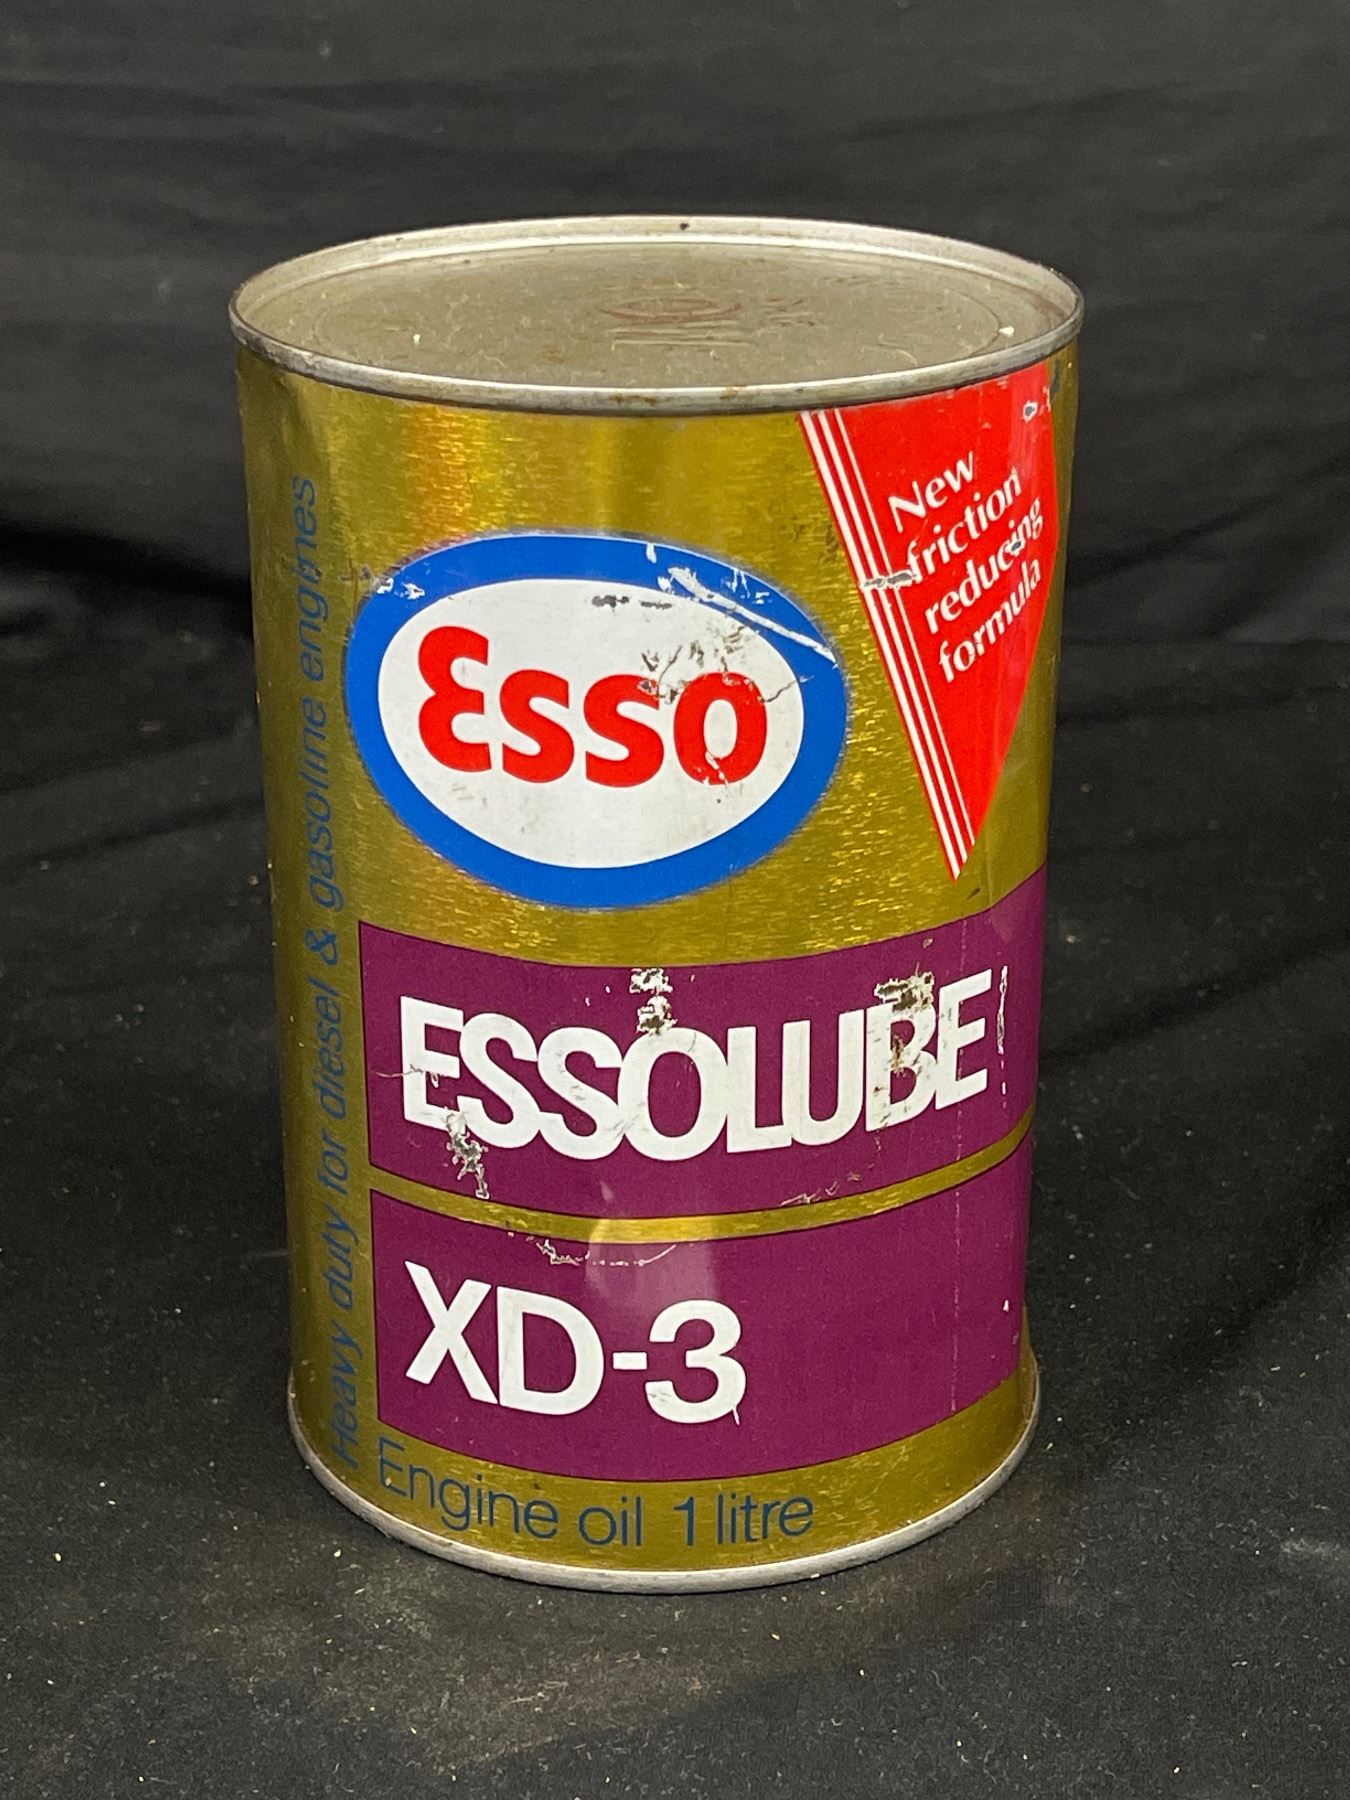 New
friction
reducing
formula
Esso
ESSOLUBE
XD-3
Engine oil 1 litre
Heavy duty for diesel & gasoline engines